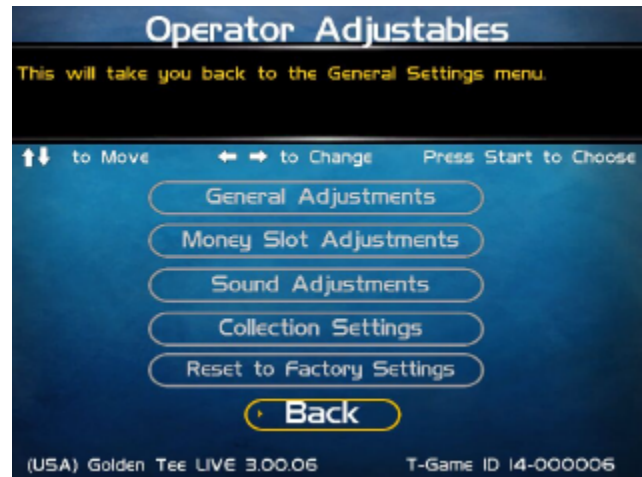 Operator Adjustables
This will take you back to the General Settings menu.
⬆⬇ to Move ⬅ ➡ to Change Press Start to Choose
General Adjustments
Money Slot Adjustments
Sound Adjustments
Collection Settings
Reset to Factory Settings
Back
(USA) Golden Tee LIVE 3.00.06 T-Game ID 14-000006